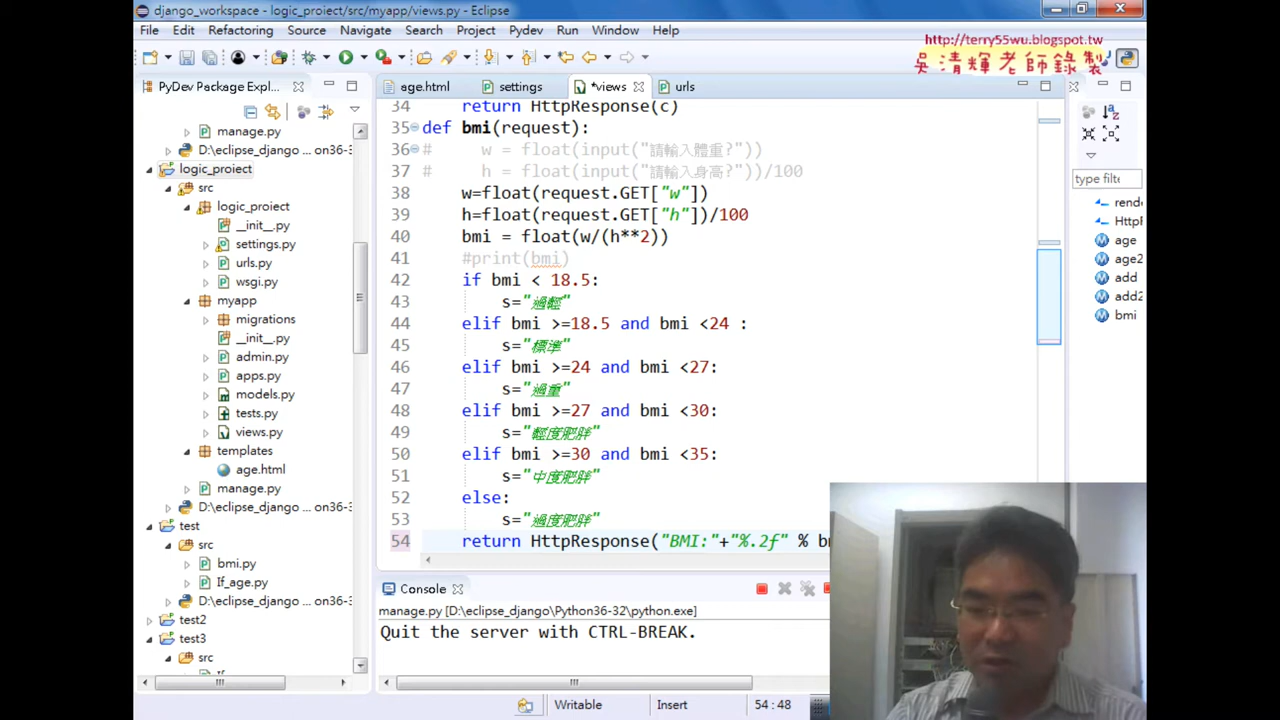 django_workspace - logic_proiect/src/myapp/views.py - Eclipse
File Edit Refactoring Source Navigate Search Project Pydev Run Window Help
http://terry55wu.blogspot.tw
吳清輝老師錄製
PyDev Package Expl...
age.html
settings
*views
urls
manage.py
D:\eclipse_django\ on36-3
logic_proiect
src
logic_proiect
__init__.py
settings.py
urls.py
wsgi.py
myapp
migrations
__init__.py
admin.py
apps.py
models.py
tests.py
views.py
templates
age.html
manage.py
D:\eclipse_django\ on36-3
test
src
bmi.py
If_age.py
D:\eclipse_django\ on36-3
test2
test3
src
34 return HttpResponse(c)
35 def bmi(request):
36 # w = float(input("請輸入體重?"))
37 # h = float(input("請輸入身高?"))/100
38 w=float(request.GET["w"])
39 h=float(request.GET["h"])/100
40 bmi = float(w/(h**2))
41 #print(bmi)
42 if bmi < 18.5:
43 s="過輕"
44 elif bmi >=18.5 and bmi <24 :
45 s="標準"
46 elif bmi >=24 and bmi <27:
47 s="過重"
48 elif bmi >=27 and bmi <30:
49 s="輕度肥胖"
50 elif bmi >=30 and bmi <35:
51 s="中度肥胖"
52 else:
53 s="過度肥胖"
54 return HttpResponse("BMI:"+"%.2f" % b
type filte
rende
HttpR
age
age2
add
add2
bmi
Console
manage.py [D:\eclipse_django\Python36-32\python.exe]
Quit the server with CTRL-BREAK.
Writable
Insert
54 : 48